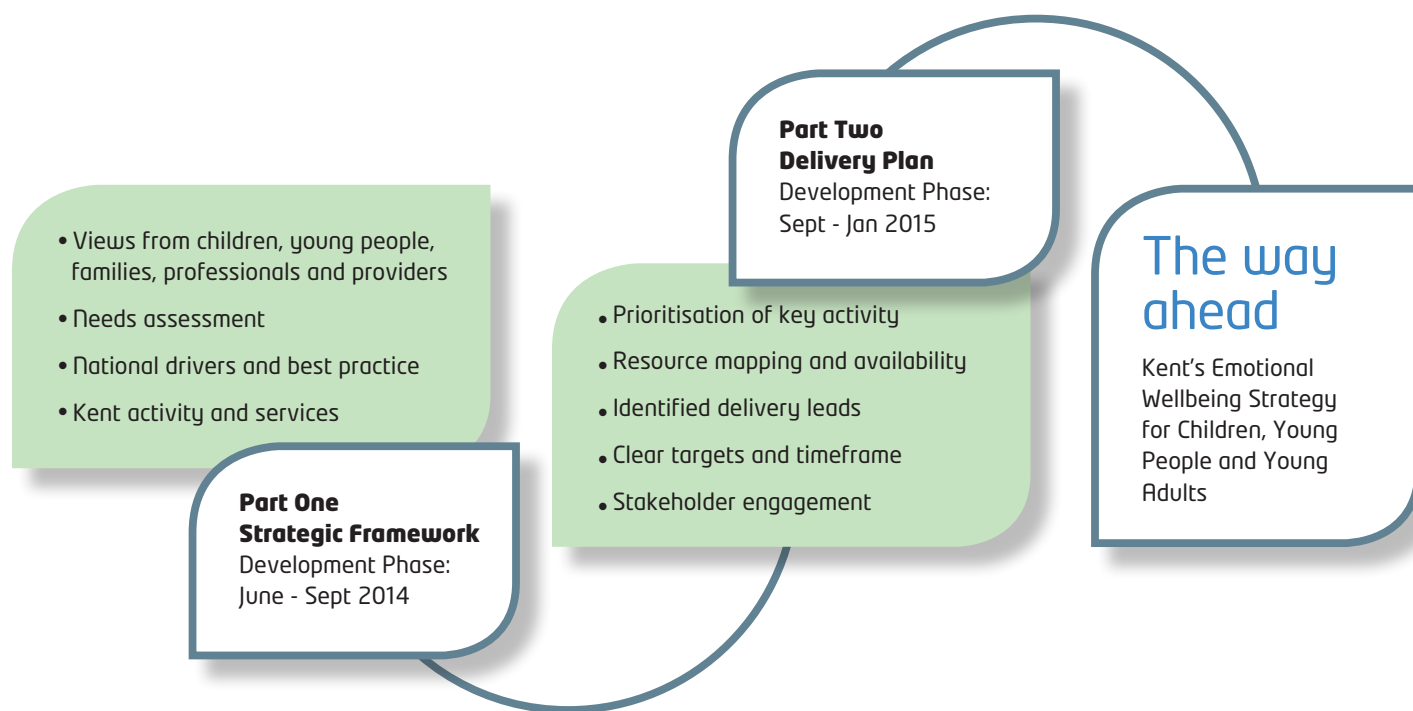 • Views from children, young people,
families, professionals and providers
• Needs assessment
• National drivers and best practice
• Kent activity and services
Part One
Strategic Framework
Development Phase:
June - Sept 2014
Part Two
Delivery Plan
Development Phase:
Sept - Jan 2015
• Prioritisation of key activity
• Resource mapping and availability
• Identified delivery leads
• Clear targets and timeframe
• Stakeholder engagement
The way
ahead
Kent's Emotional
Wellbeing Strategy
for Children, Young
People and Young
Adults